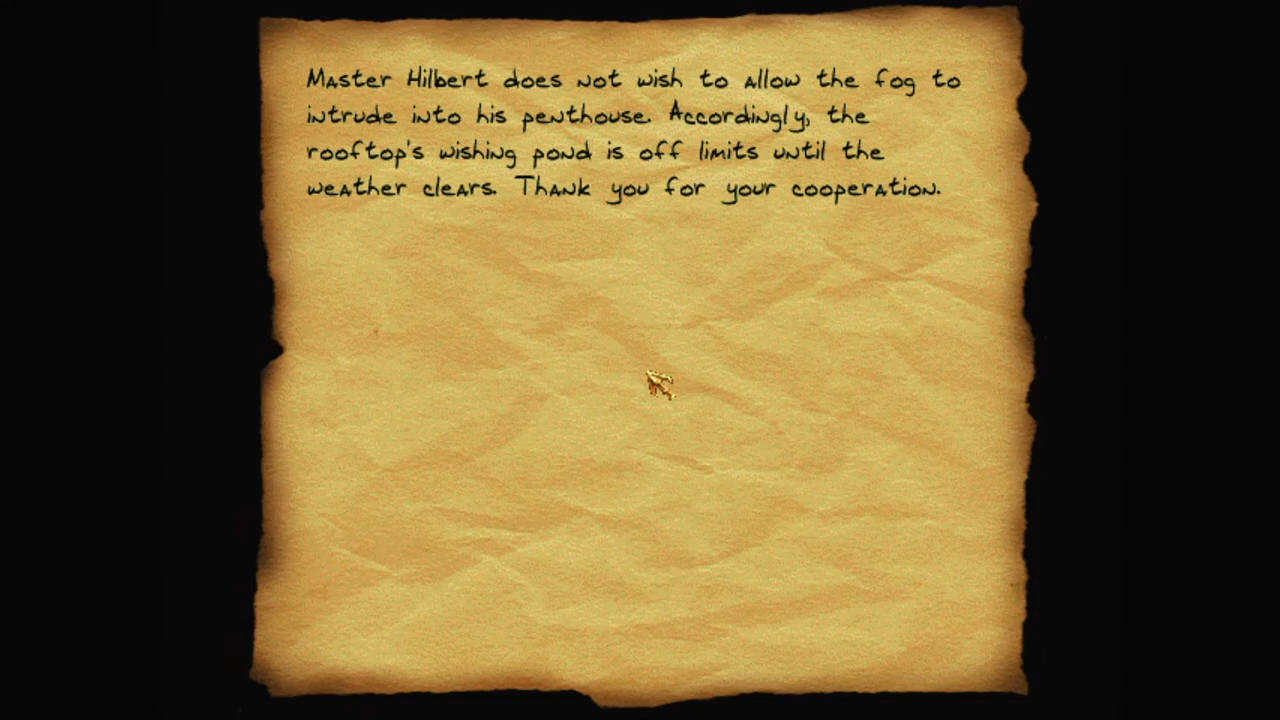 Master Hilbert does not wish to allow the fog to
intrude into his penthouse. Accordingly, the
rooftop's wishing pond is off limits until the
weather clears. Thank you for your cooperation.